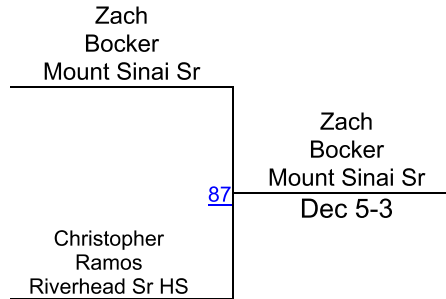 Zach
Bocker
Mount Sinai Sr
Zach
Bocker
Mount Sinai Sr
87
Dec 5-3
Christopher
Ramos
Riverhead Sr HS